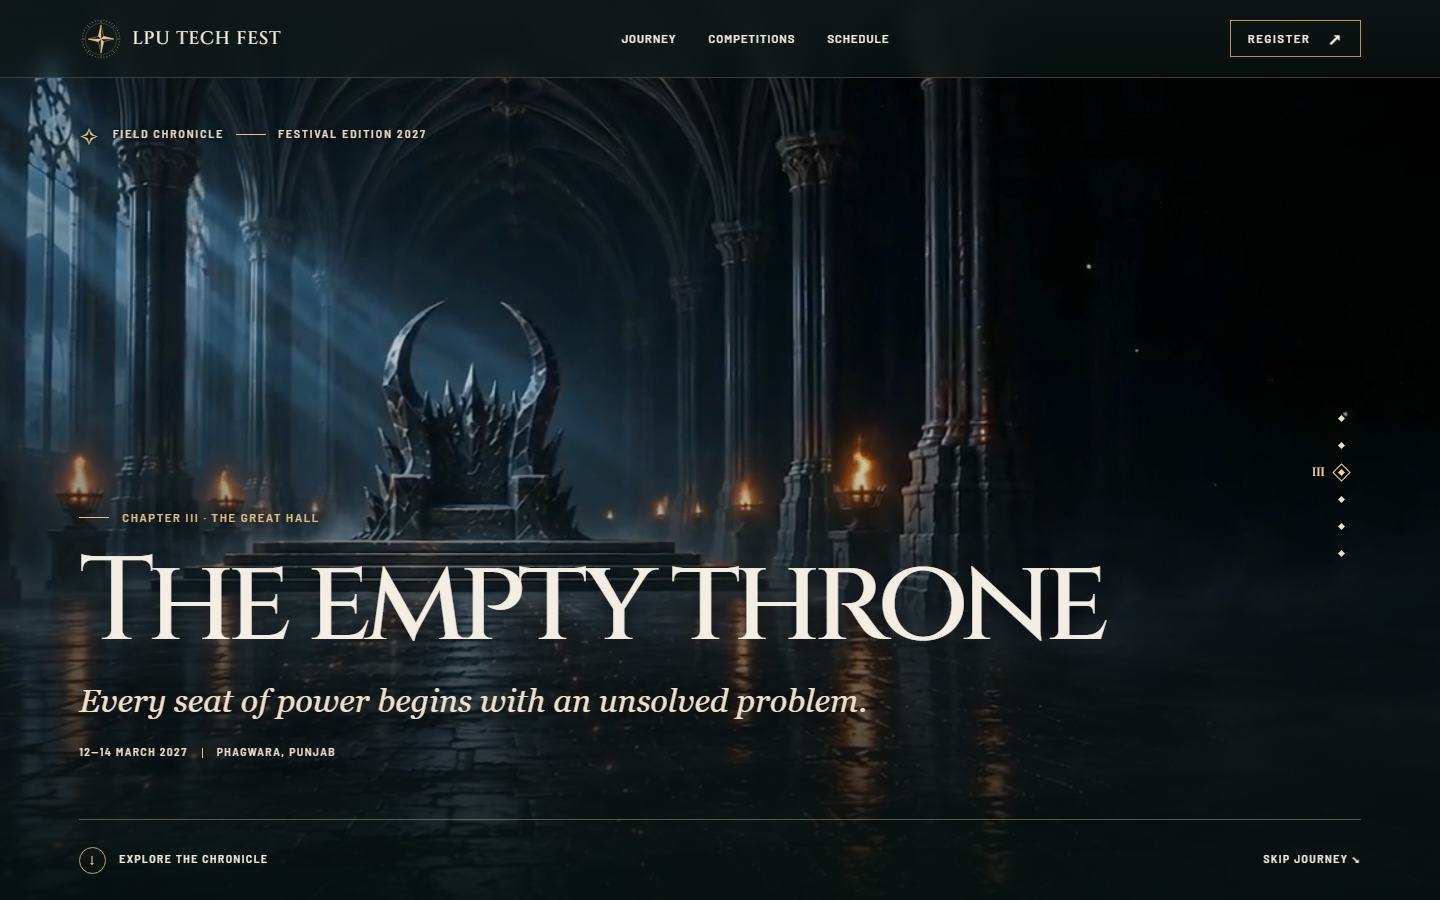 LPU TECH FEST
JOURNEY COMPETITIONS SCHEDULE
REGISTER ↗
FIELD CHRONICLE — FESTIVAL EDITION 2027
III
CHAPTER III · THE GREAT HALL
THE EMPTY THRONE
Every seat of power begins with an unsolved problem.
12–14 MARCH 2027 | PHAGWARA, PUNJAB
↓ EXPLORE THE CHRONICLE
SKIP JOURNEY ↘